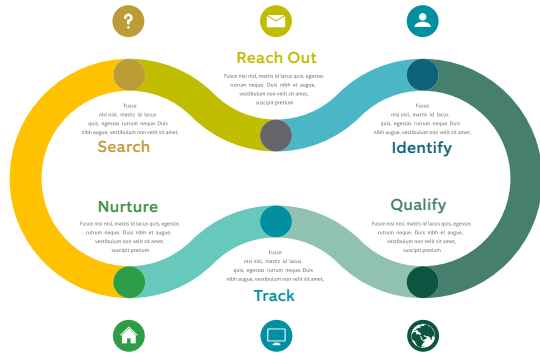 ?
Reach Out
Fusce nisi nisl, mattis id lacus quis, egestas
rutrum neque. Duis nibh et augue,
vestibulum non velit sit amet,
suscipit pretium
Fusce
nisi nisl, mattis id lacus
quis, egestas rutrum neque. Duis
nibh augue, vestibulum non velit sit amet,
Search
Fusce
nisi nisl, mattis id lacus
quis, egestas rutrum neque. Duis
nibh augue, vestibulum non velit sit amet,
Identify
Nurture
Fusce nisi nisl, mattis id lacus quis, egestas
rutrum neque. Duis nibh et augue,
vestibulum non velit sit amet,
suscipit pretium
Fusce
nisi nisl, mattis id lacus
quis, egestas rutrum neque. Duis
nibh augue, vestibulum non velit sit amet,
Track
Qualify
Fusce nisi nisl, mattis id lacus quis, egestas
rutrum neque. Duis nibh et augue,
vestibulum non velit sit amet,
suscipit pretium